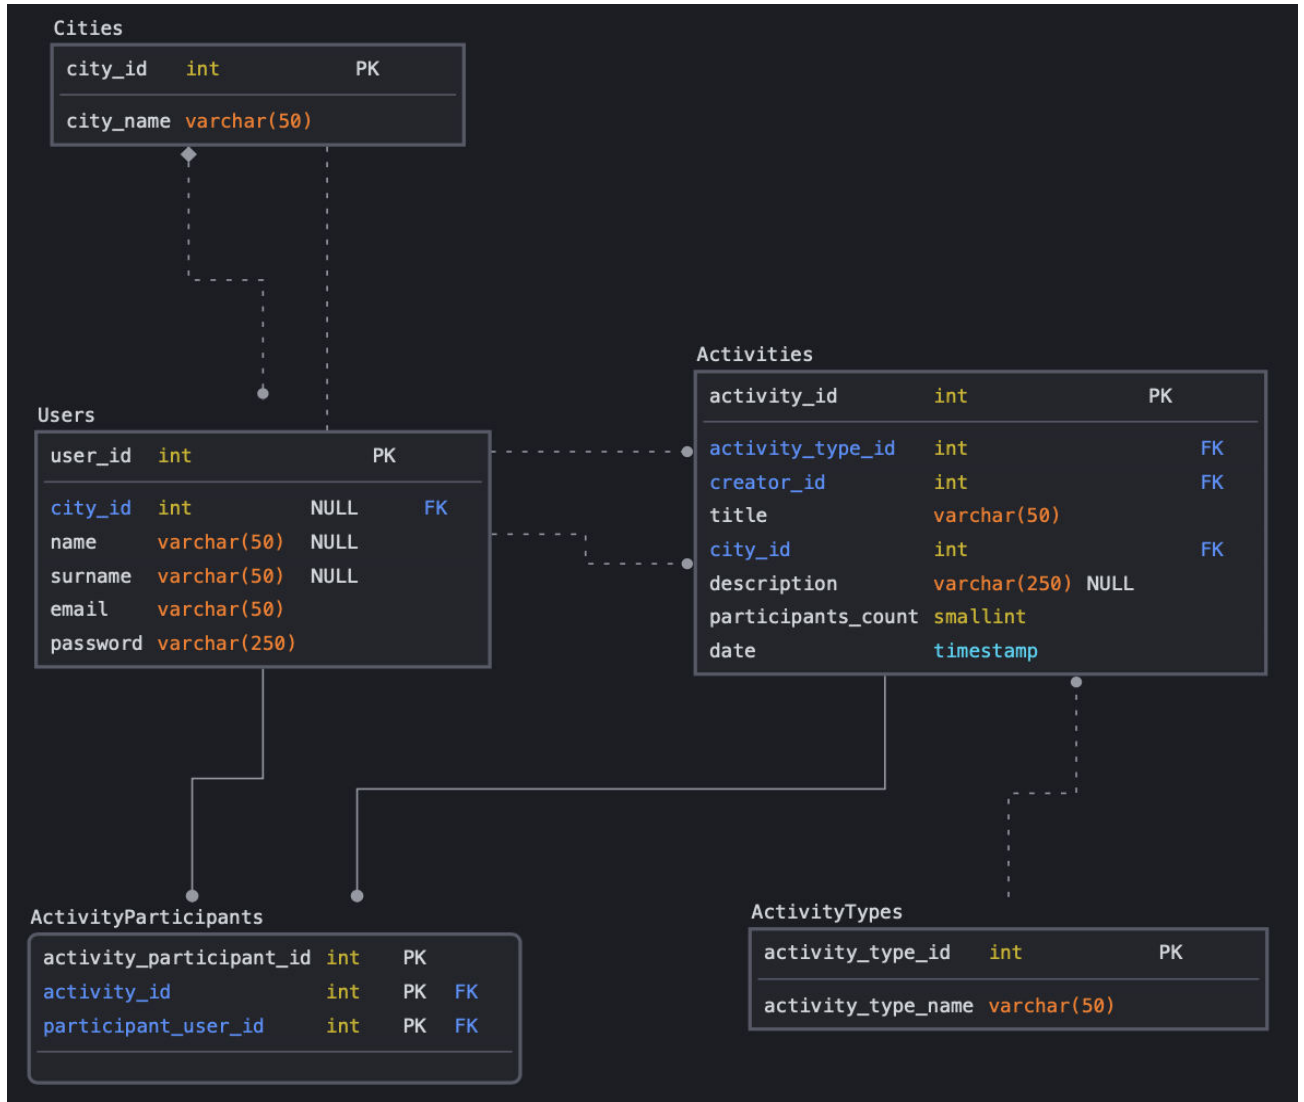 Cities
city_id int PK
city_name varchar(50)
Users
user_id int PK
city_id int NULL FK
name varchar(50) NULL
surname varchar(50) NULL
email varchar(50)
password varchar(250)
Activities
activity_id int PK
activity_type_id int FK
creator_id int FK
title varchar(50)
city_id int FK
description varchar(250) NULL
participants_count smallint
date timestamp
ActivityParticipants
activity_participant_id int PK
activity_id int PK FK
participant_user_id int PK FK
ActivityTypes
activity_type_id int PK
activity_type_name varchar(50)